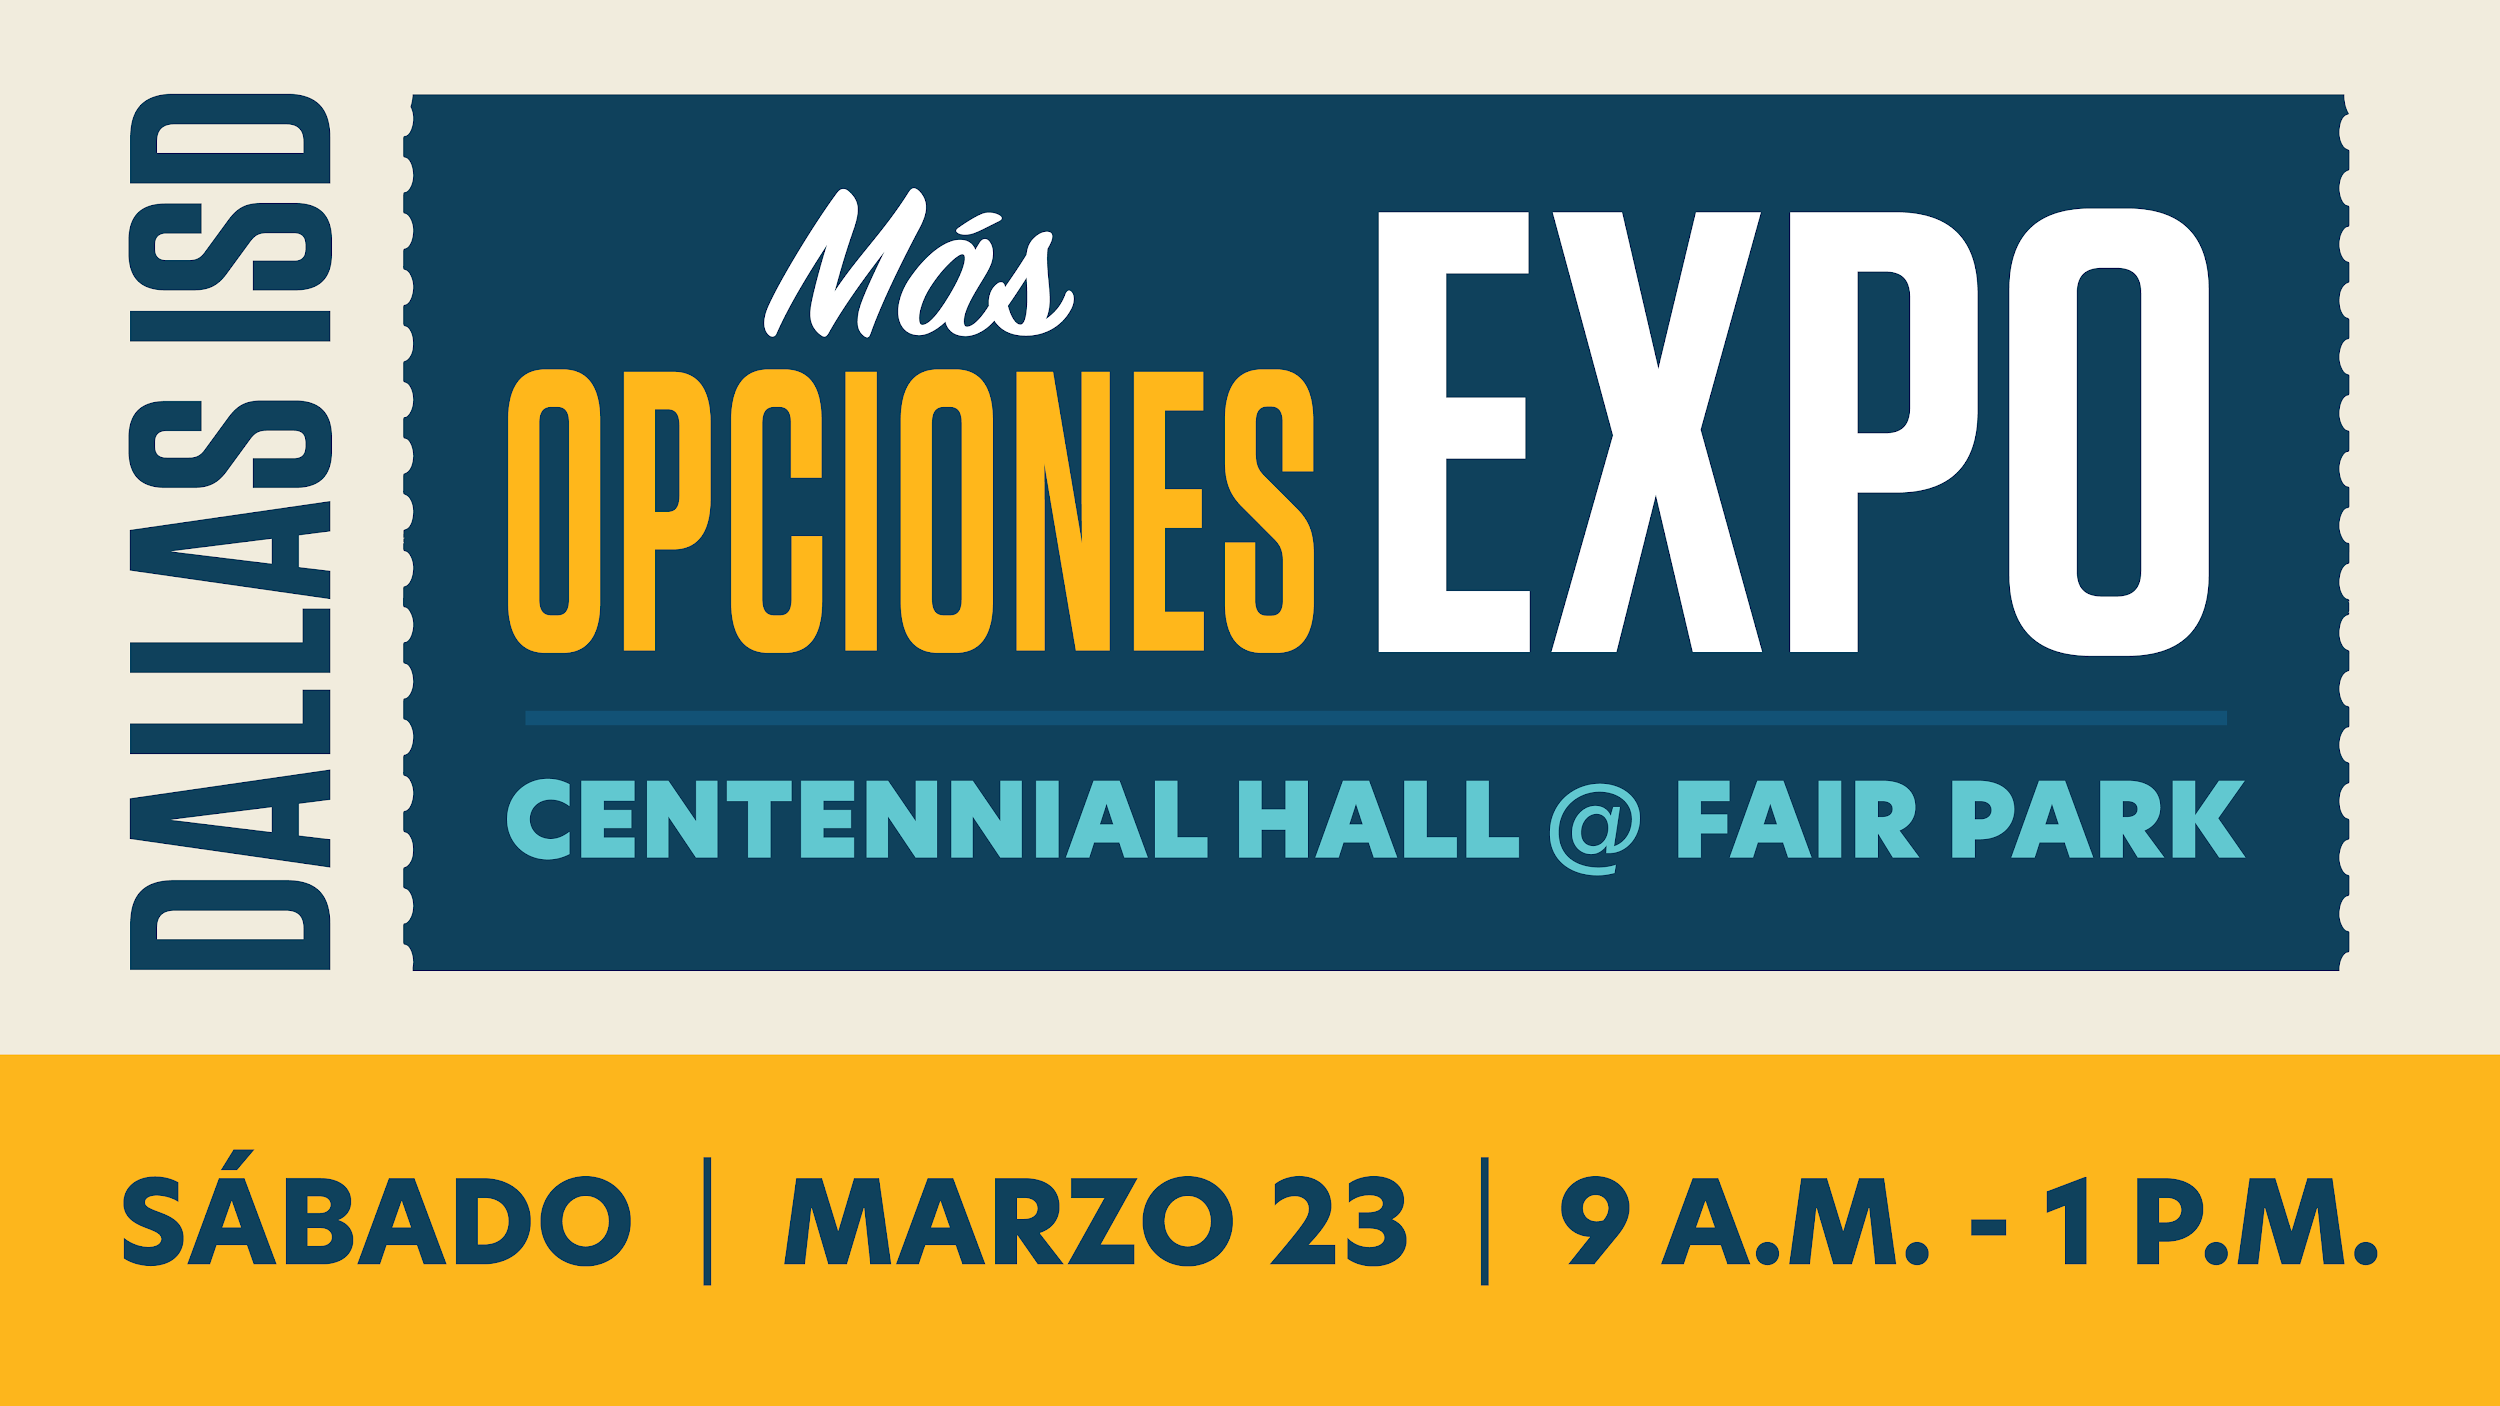 DALLAS ISD
Más
OPCIONES
EXPO
CENTENNIAL HALL @ FAIR PARK
SÁBADO | MARZO 23 | 9 A.M. - 1 P.M.